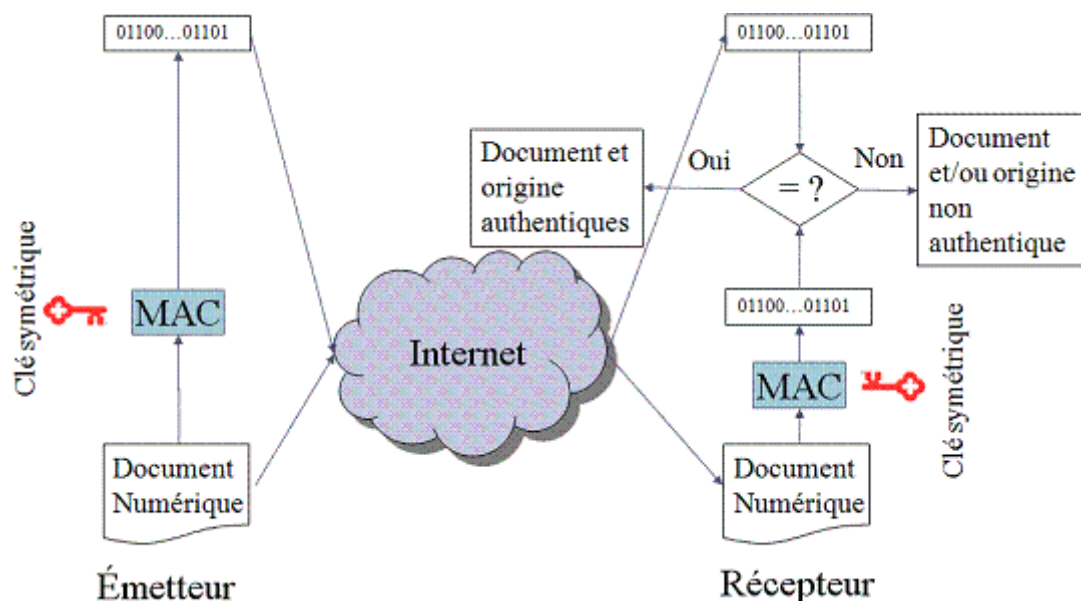 01100...01101
Clé symétrique
MAC
Document
Numérique
Émetteur
Internet
01100...01101
Document et
origine
authentiques
Oui
= ?
Non
Document
et/ou origine
non
authentique
01100...01101
MAC
Clé symétrique
Document
Numérique
Récepteur